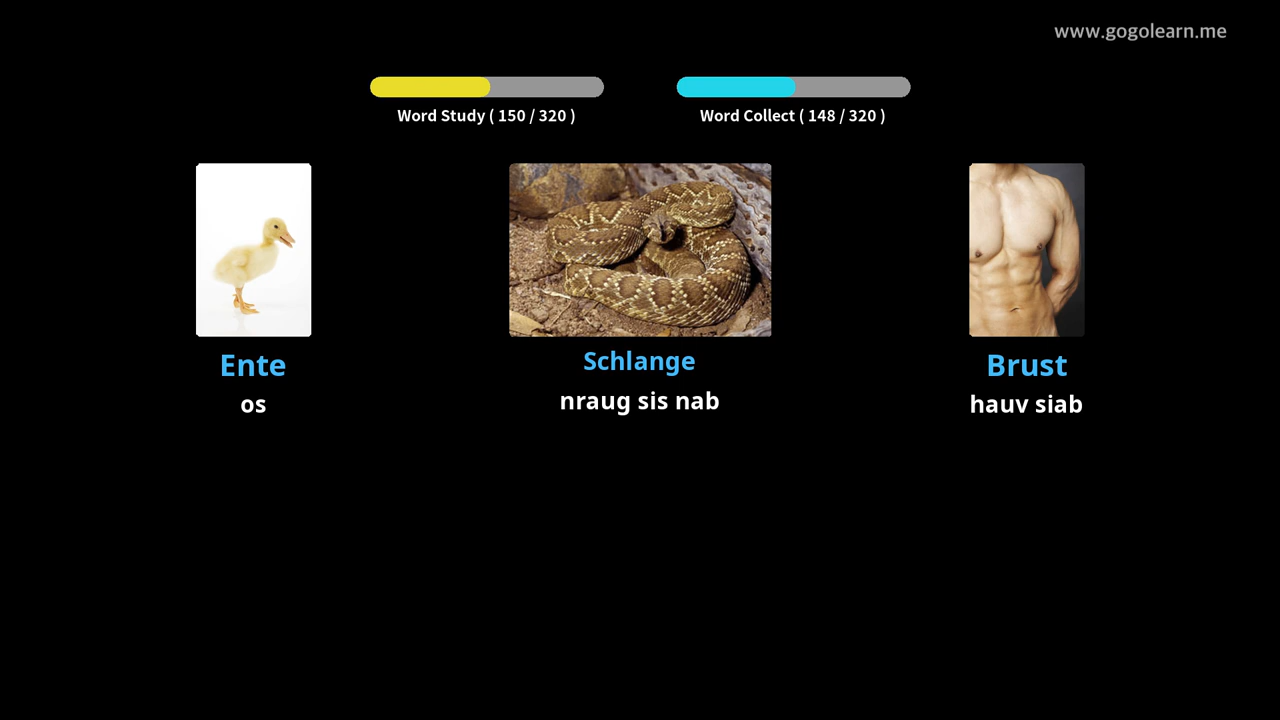 www.gogolearn.me
Word Study ( 150 / 320 )
Word Collect ( 148 / 320 )
Ente
os
Schlange
nraug sis nab
Brust
hauv siab